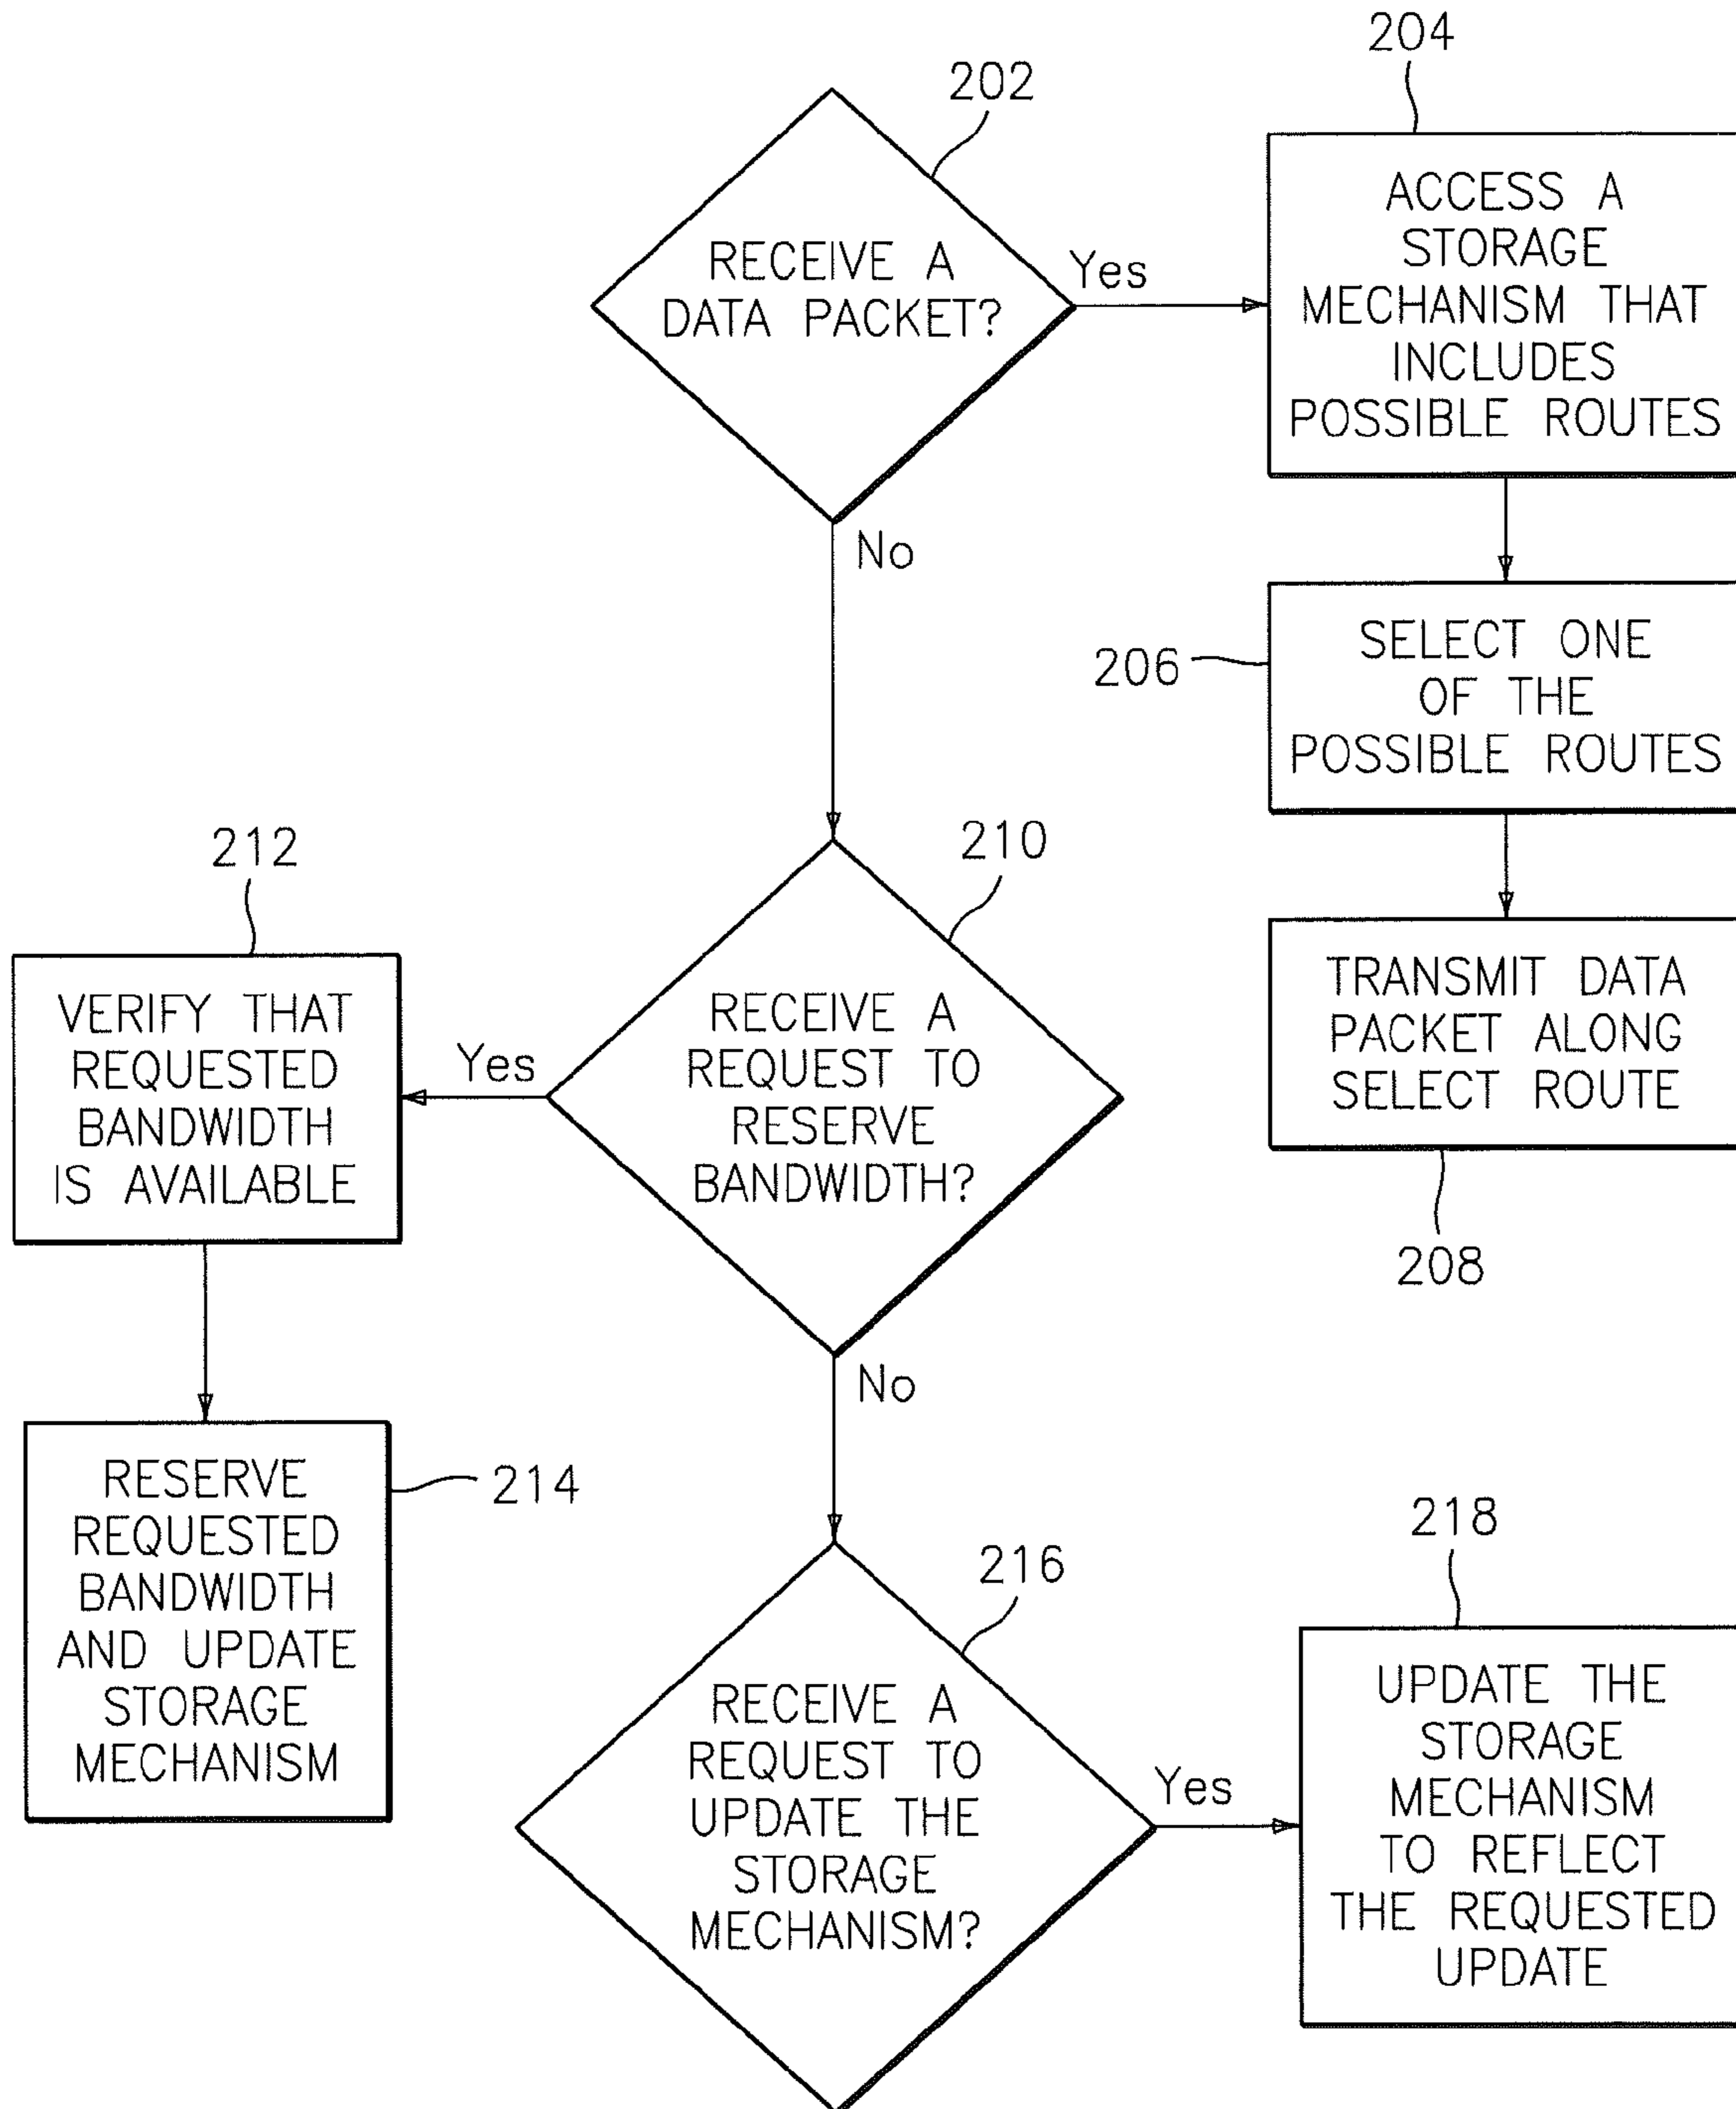 202
RECEIVE A
DATA PACKET?
Yes
No
204
ACCESS A
STORAGE
MECHANISM THAT
INCLUDES
POSSIBLE ROUTES
206
SELECT ONE
OF THE
POSSIBLE ROUTES
TRANSMIT DATA
PACKET ALONG
SELECT ROUTE
208
210
RECEIVE A
REQUEST TO
RESERVE
BANDWIDTH?
Yes
No
212
VERIFY THAT
REQUESTED
BANDWIDTH
IS AVAILABLE
RESERVE
REQUESTED
BANDWIDTH
AND UPDATE
STORAGE
MECHANISM
214
216
RECEIVE A
REQUEST TO
UPDATE THE
STORAGE
MECHANISM?
Yes
218
UPDATE THE
STORAGE
MECHANISM
TO REFLECT
THE REQUESTED
UPDATE